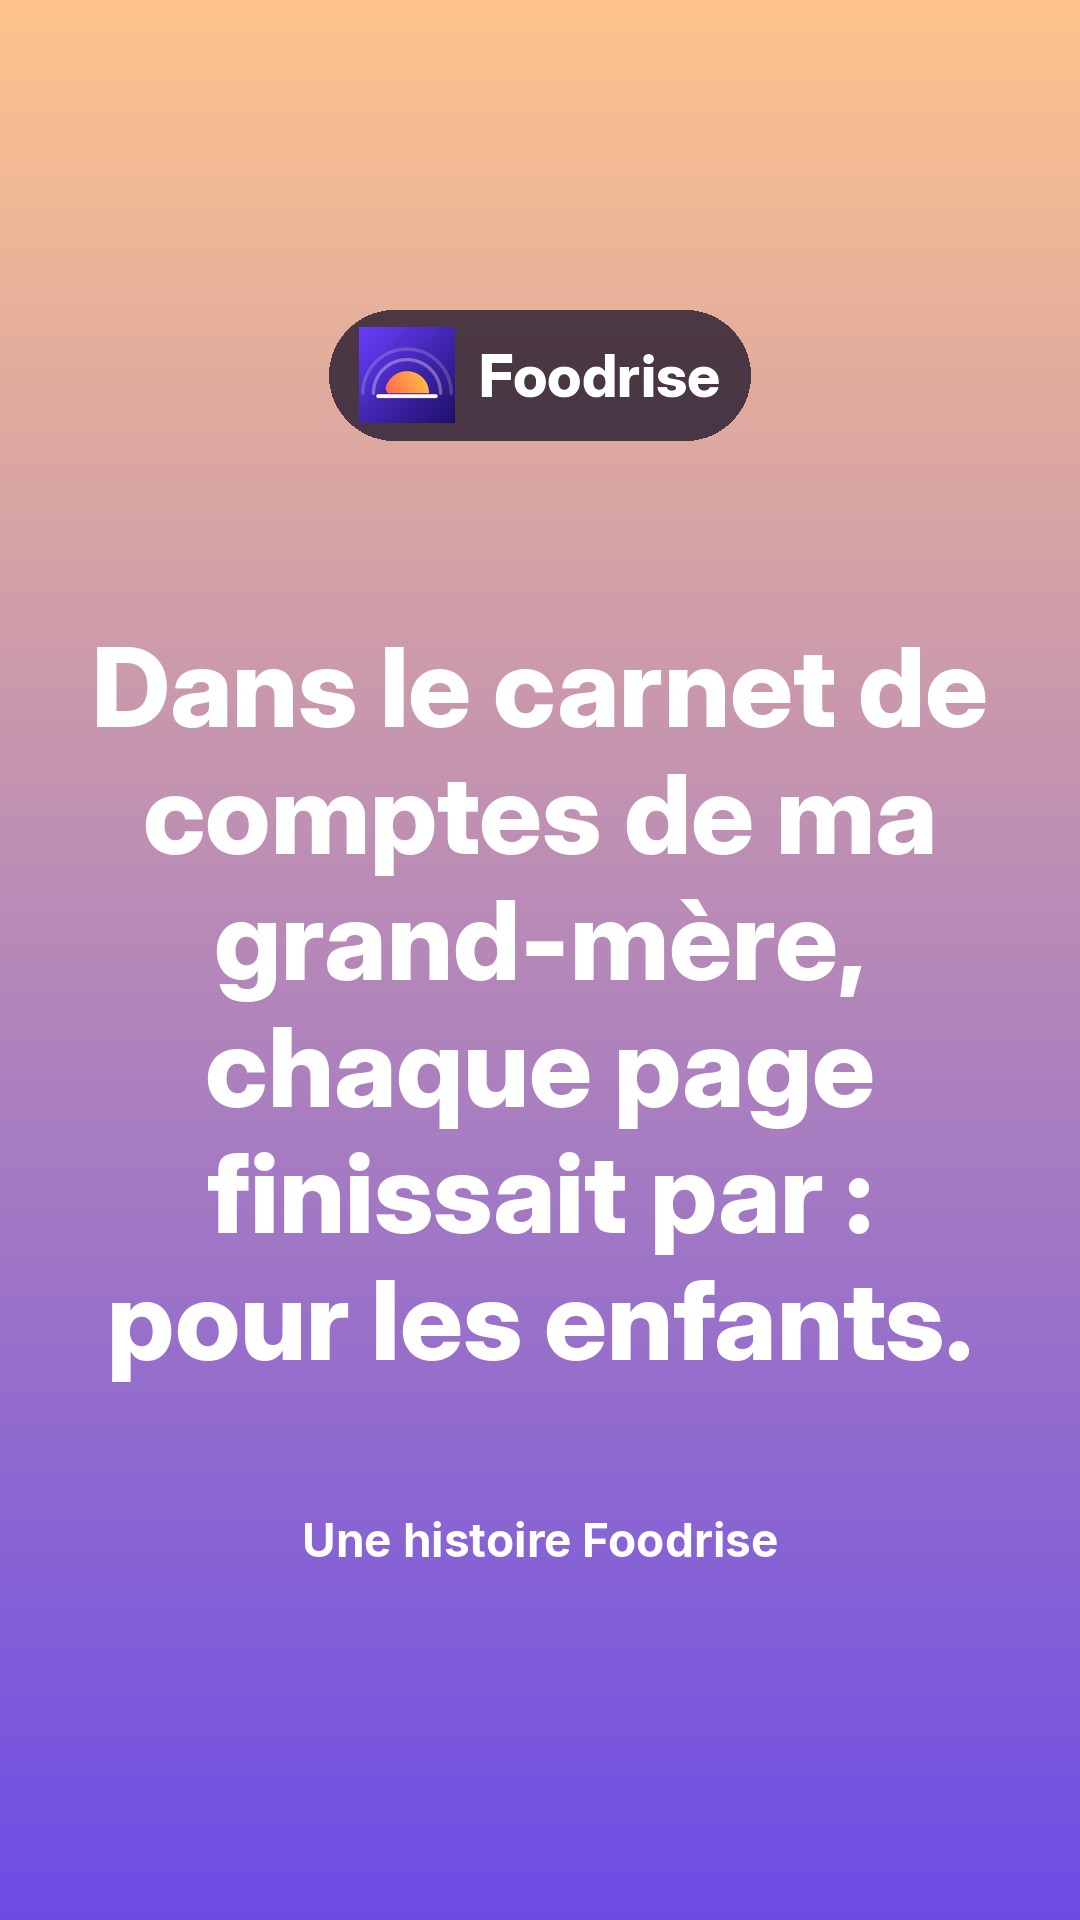 Foodrise
Dans le carnet de
comptes de ma
grand-mère,
chaque page
finissait par :
pour les enfants.
Une histoire Foodrise